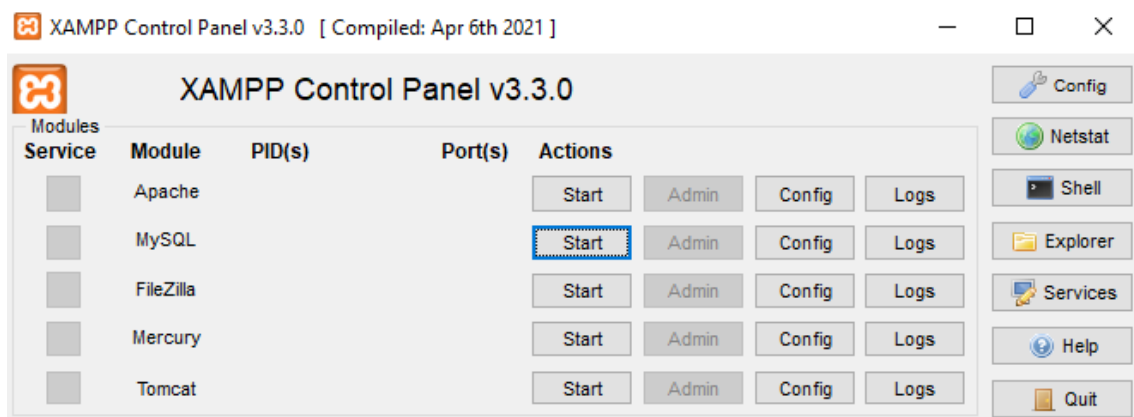 XAMPP Control Panel v3.3.0 [ Compiled: Apr 6th 2021 ]
XAMPP Control Panel v3.3.0
Config
Modules
Netstat
Service Module PID(s) Port(s) Actions
Apache Start Admin Config Logs
Shell
MySQL Start Admin Config Logs
Explorer
FileZilla Start Admin Config Logs
Services
Mercury Start Admin Config Logs
Help
Tomcat Start Admin Config Logs
Quit